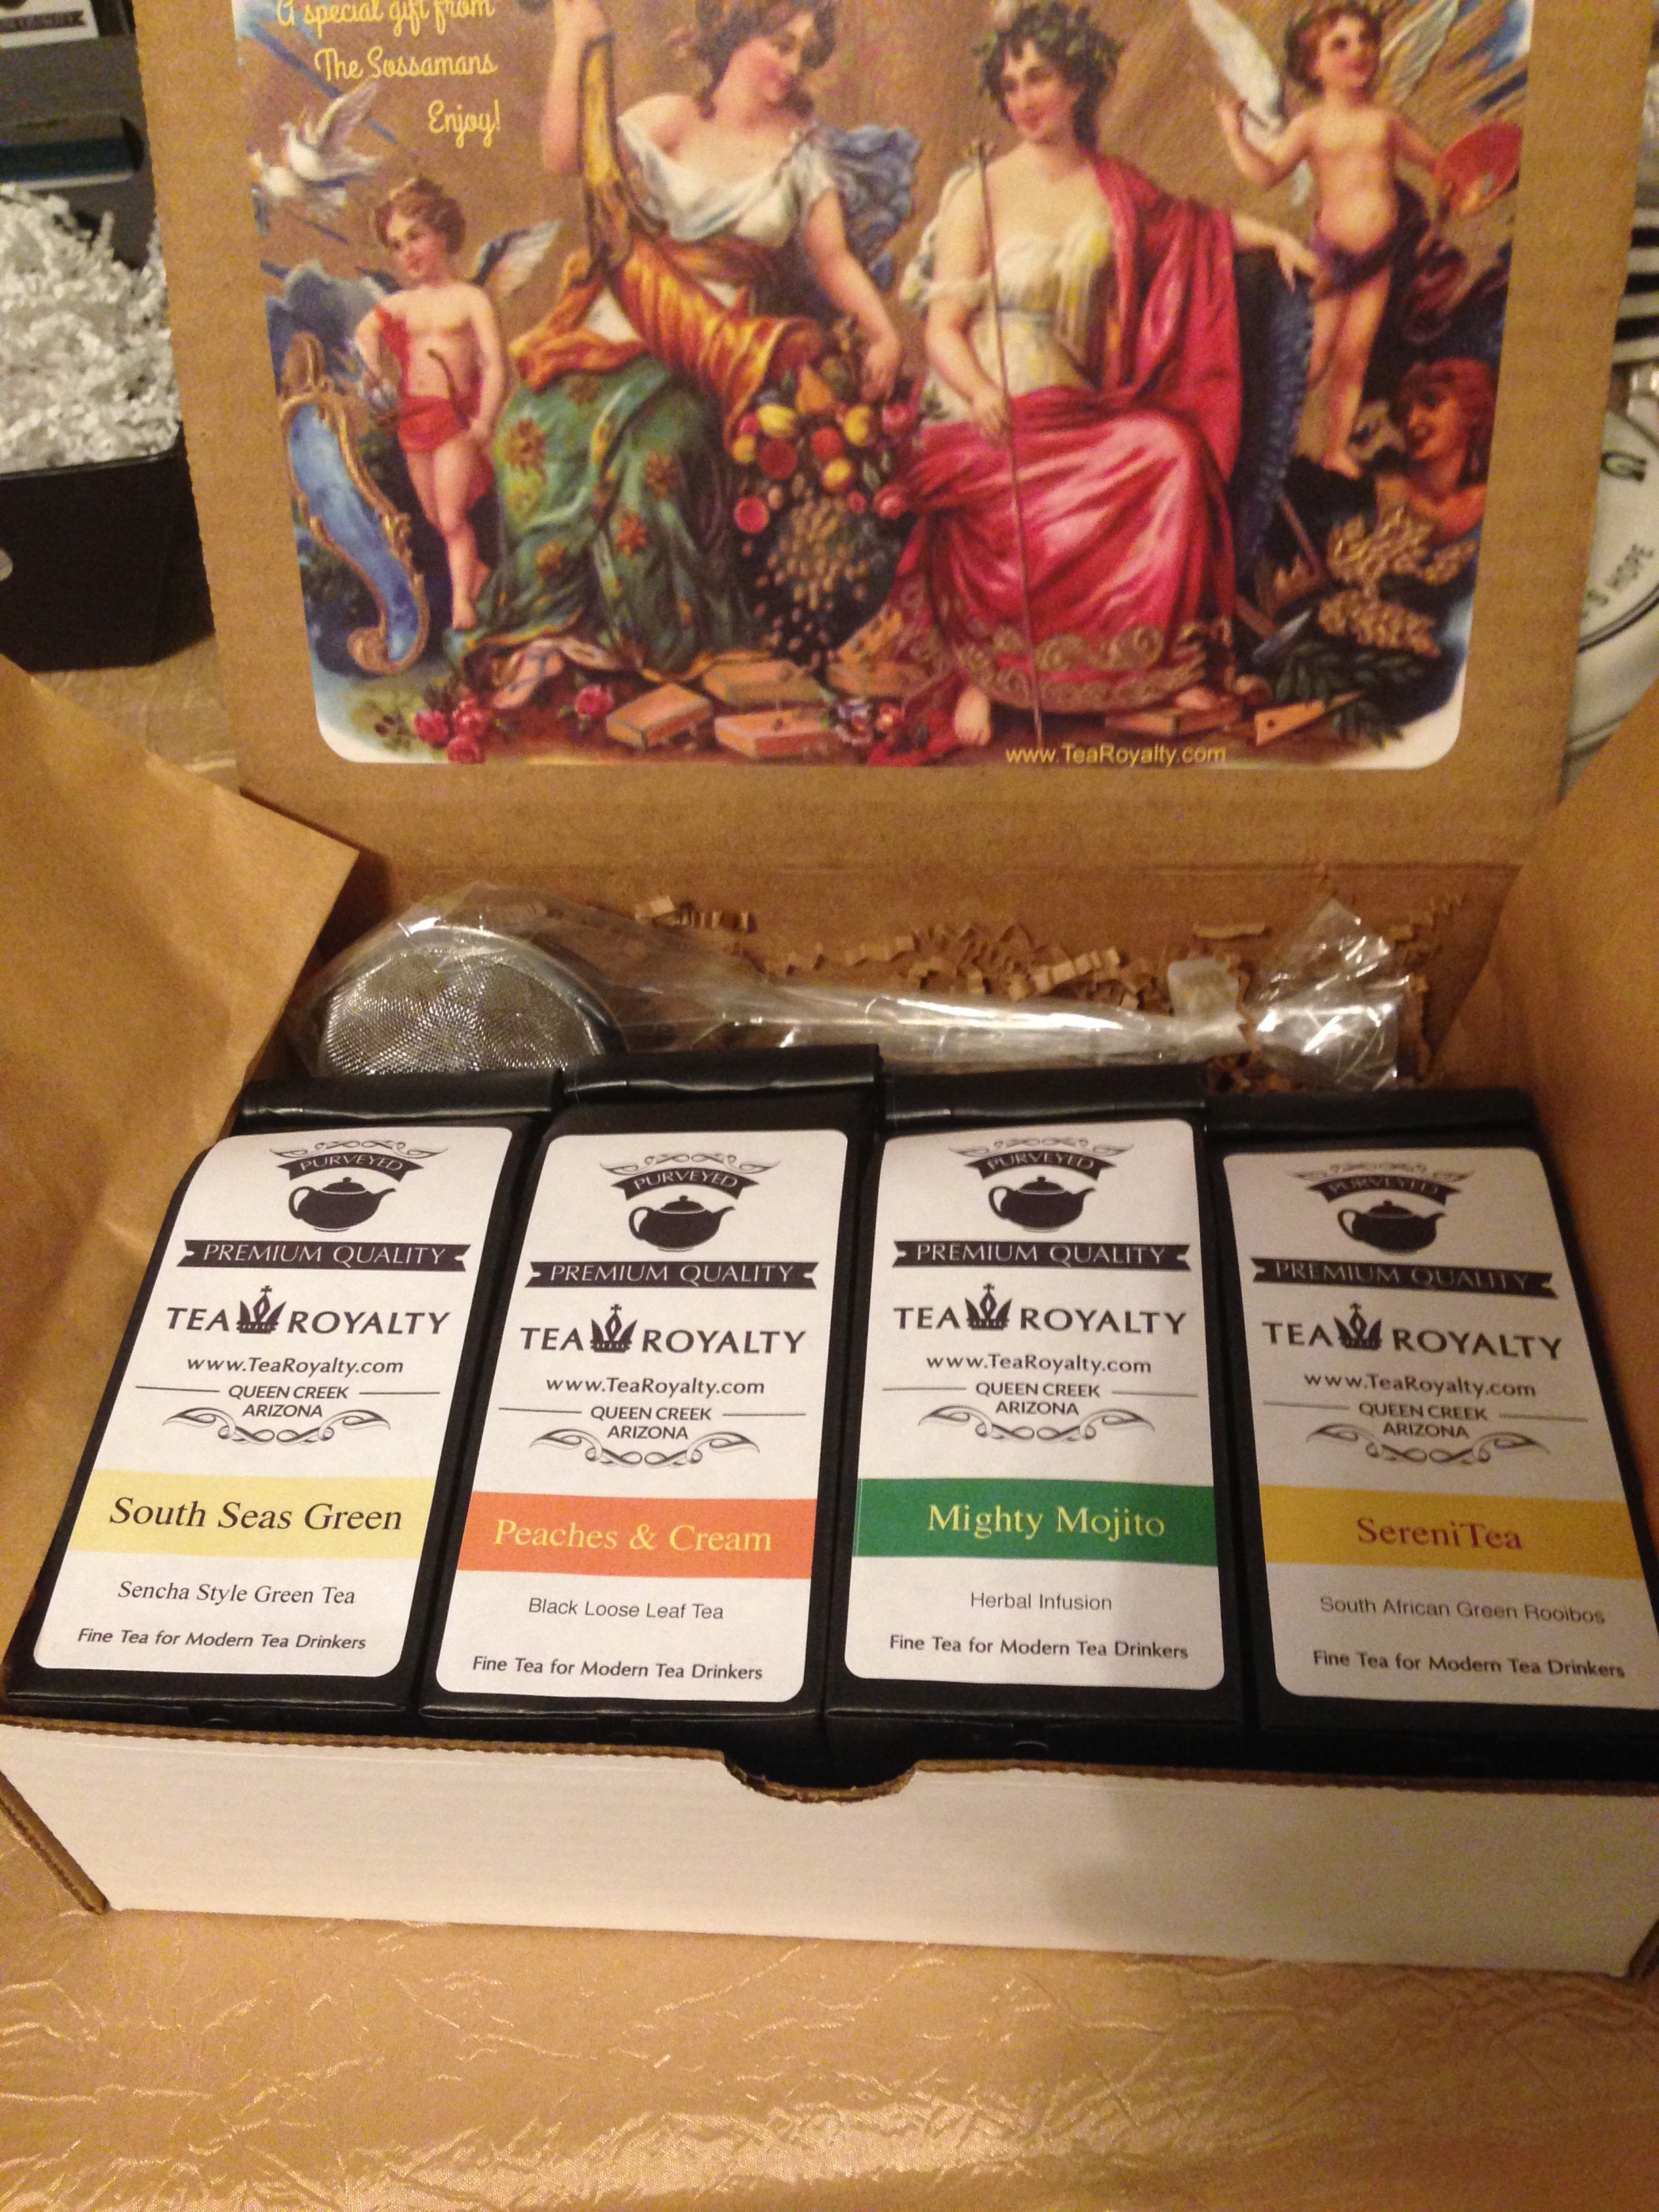 A special gift from
The Sossamans
Enjoy!
www.TeaRoyalty.com
S HOPE
PURVEYED
PREMIUM QUALITY
TEA ROYALTY
www.TeaRoyalty.com
QUEEN CREEK
ARIZONA
South Seas Green
Sencha Style Green Tea
Fine Tea for Modern Tea Drinkers
PURVEYED
PREMIUM QUALITY
TEA ROYALTY
www.TeaRoyalty.com
QUEEN CREEK
ARIZONA
Peaches & Cream
Black Loose Leaf Tea
Fine Tea for Modern Tea Drinkers
PURVEYED
PREMIUM QUALITY
TEA ROYALTY
www.TeaRoyalty.com
QUEEN CREEK
ARIZONA
Mighty Mojito
Herbal Infusion
Fine Tea for Modern Tea Drinkers
PURVEYED
PREMIUM QUALITY
TEA ROYALTY
www.TeaRoyalty.com
QUEEN CREEK
ARIZONA
SereniTea
South African Green Rooibos
Fine Tea for Modern Tea Drinkers